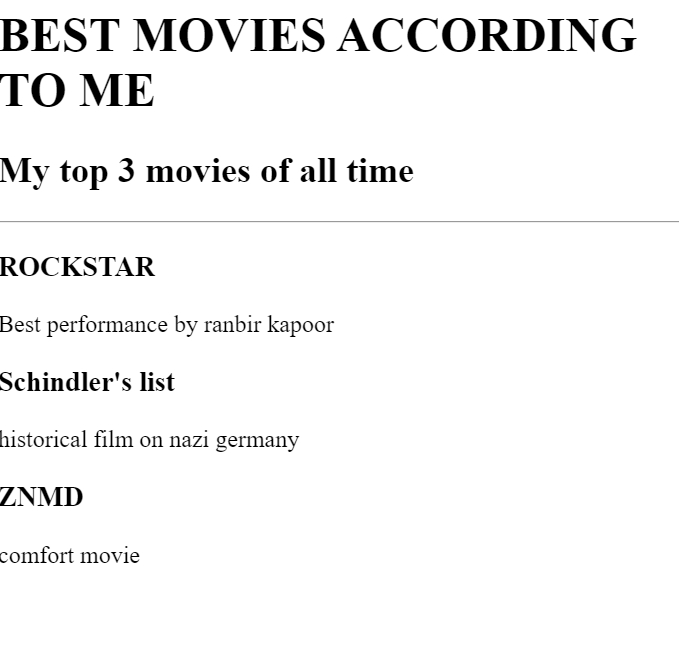 BEST MOVIES ACCORDING
TO ME
My top 3 movies of all time
ROCKSTAR
Best performance by ranbir kapoor
Schindler's list
historical film on nazi germany
ZNMD
comfort movie